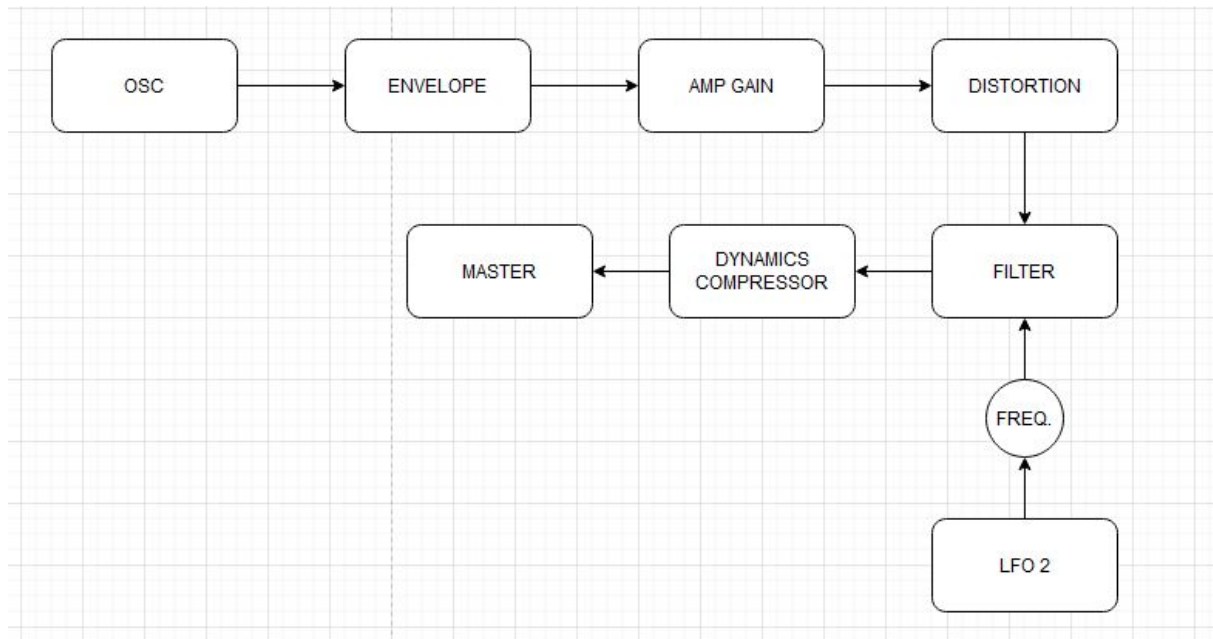 OSC
ENVELOPE
AMP GAIN
DISTORTION
MASTER
DYNAMICS
COMPRESSOR
FILTER
FREQ.
LFO 2